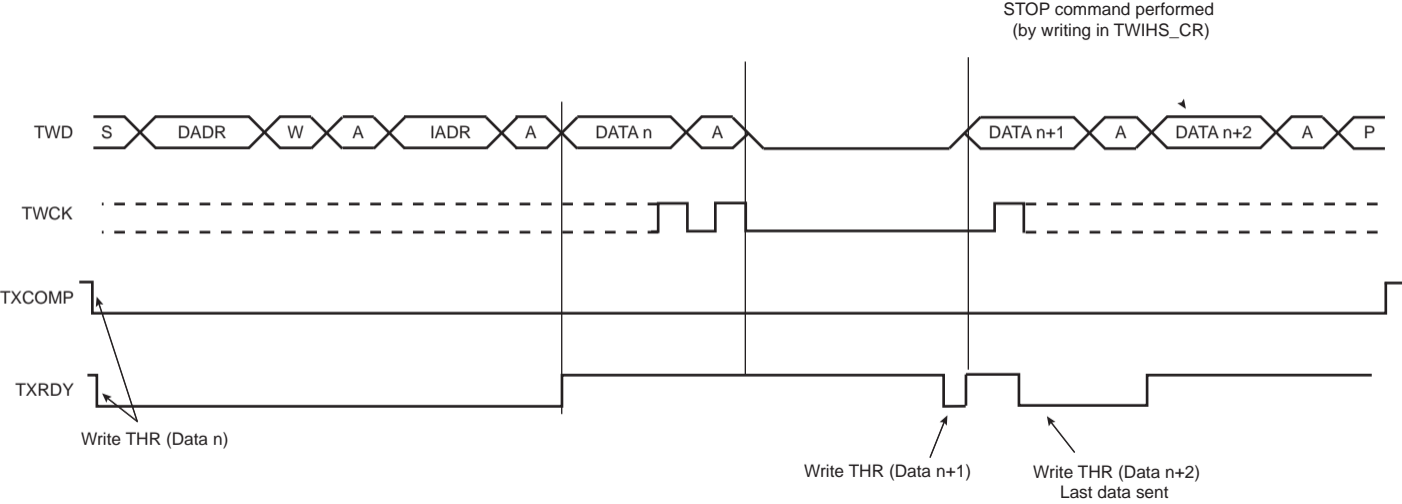 STOP command performed
(by writing in TWIHS_CR)
TWD S DADR W A IADR A DATA n A DATA n+1 A DATA n+2 A P
TWCK
TXCOMP
TXRDY
Write THR (Data n)
Write THR (Data n+1)
Write THR (Data n+2)
Last data sent